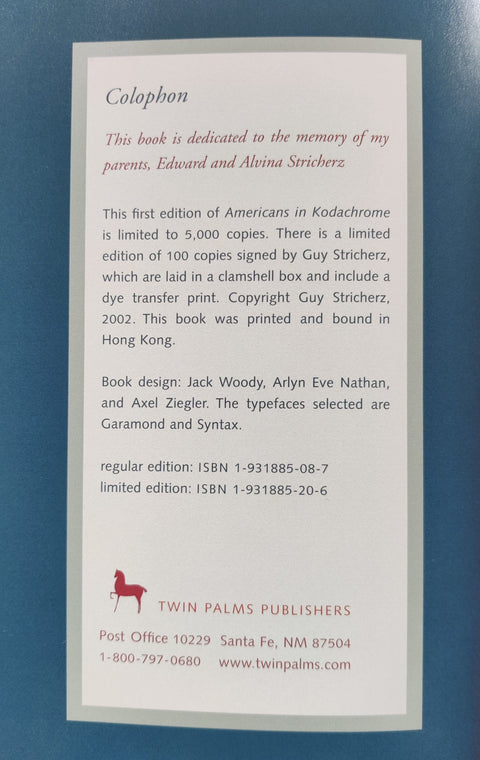 Colophon
This book is dedicated to the memory of my
parents, Edward and Alvina Stricherz
This first edition of Americans in Kodachrome
is limited to 5,000 copies. There is a limited
edition of 100 copies signed by Guy Stricherz,
which are laid in a clamshell box and include a
dye transfer print. Copyright Guy Stricherz,
2002. This book was printed and bound in
Hong Kong.
Book design: Jack Woody, Arlyn Eve Nathan,
and Axel Ziegler. The typefaces selected are
Garamond and Syntax.
regular edition: ISBN 1-931885-08-7
limited edition: ISBN 1-931885-20-6
TWIN PALMS PUBLISHERS
Post Office 10229 Santa Fe, NM 87504
1-800-797-0680 www.twinpalms.com